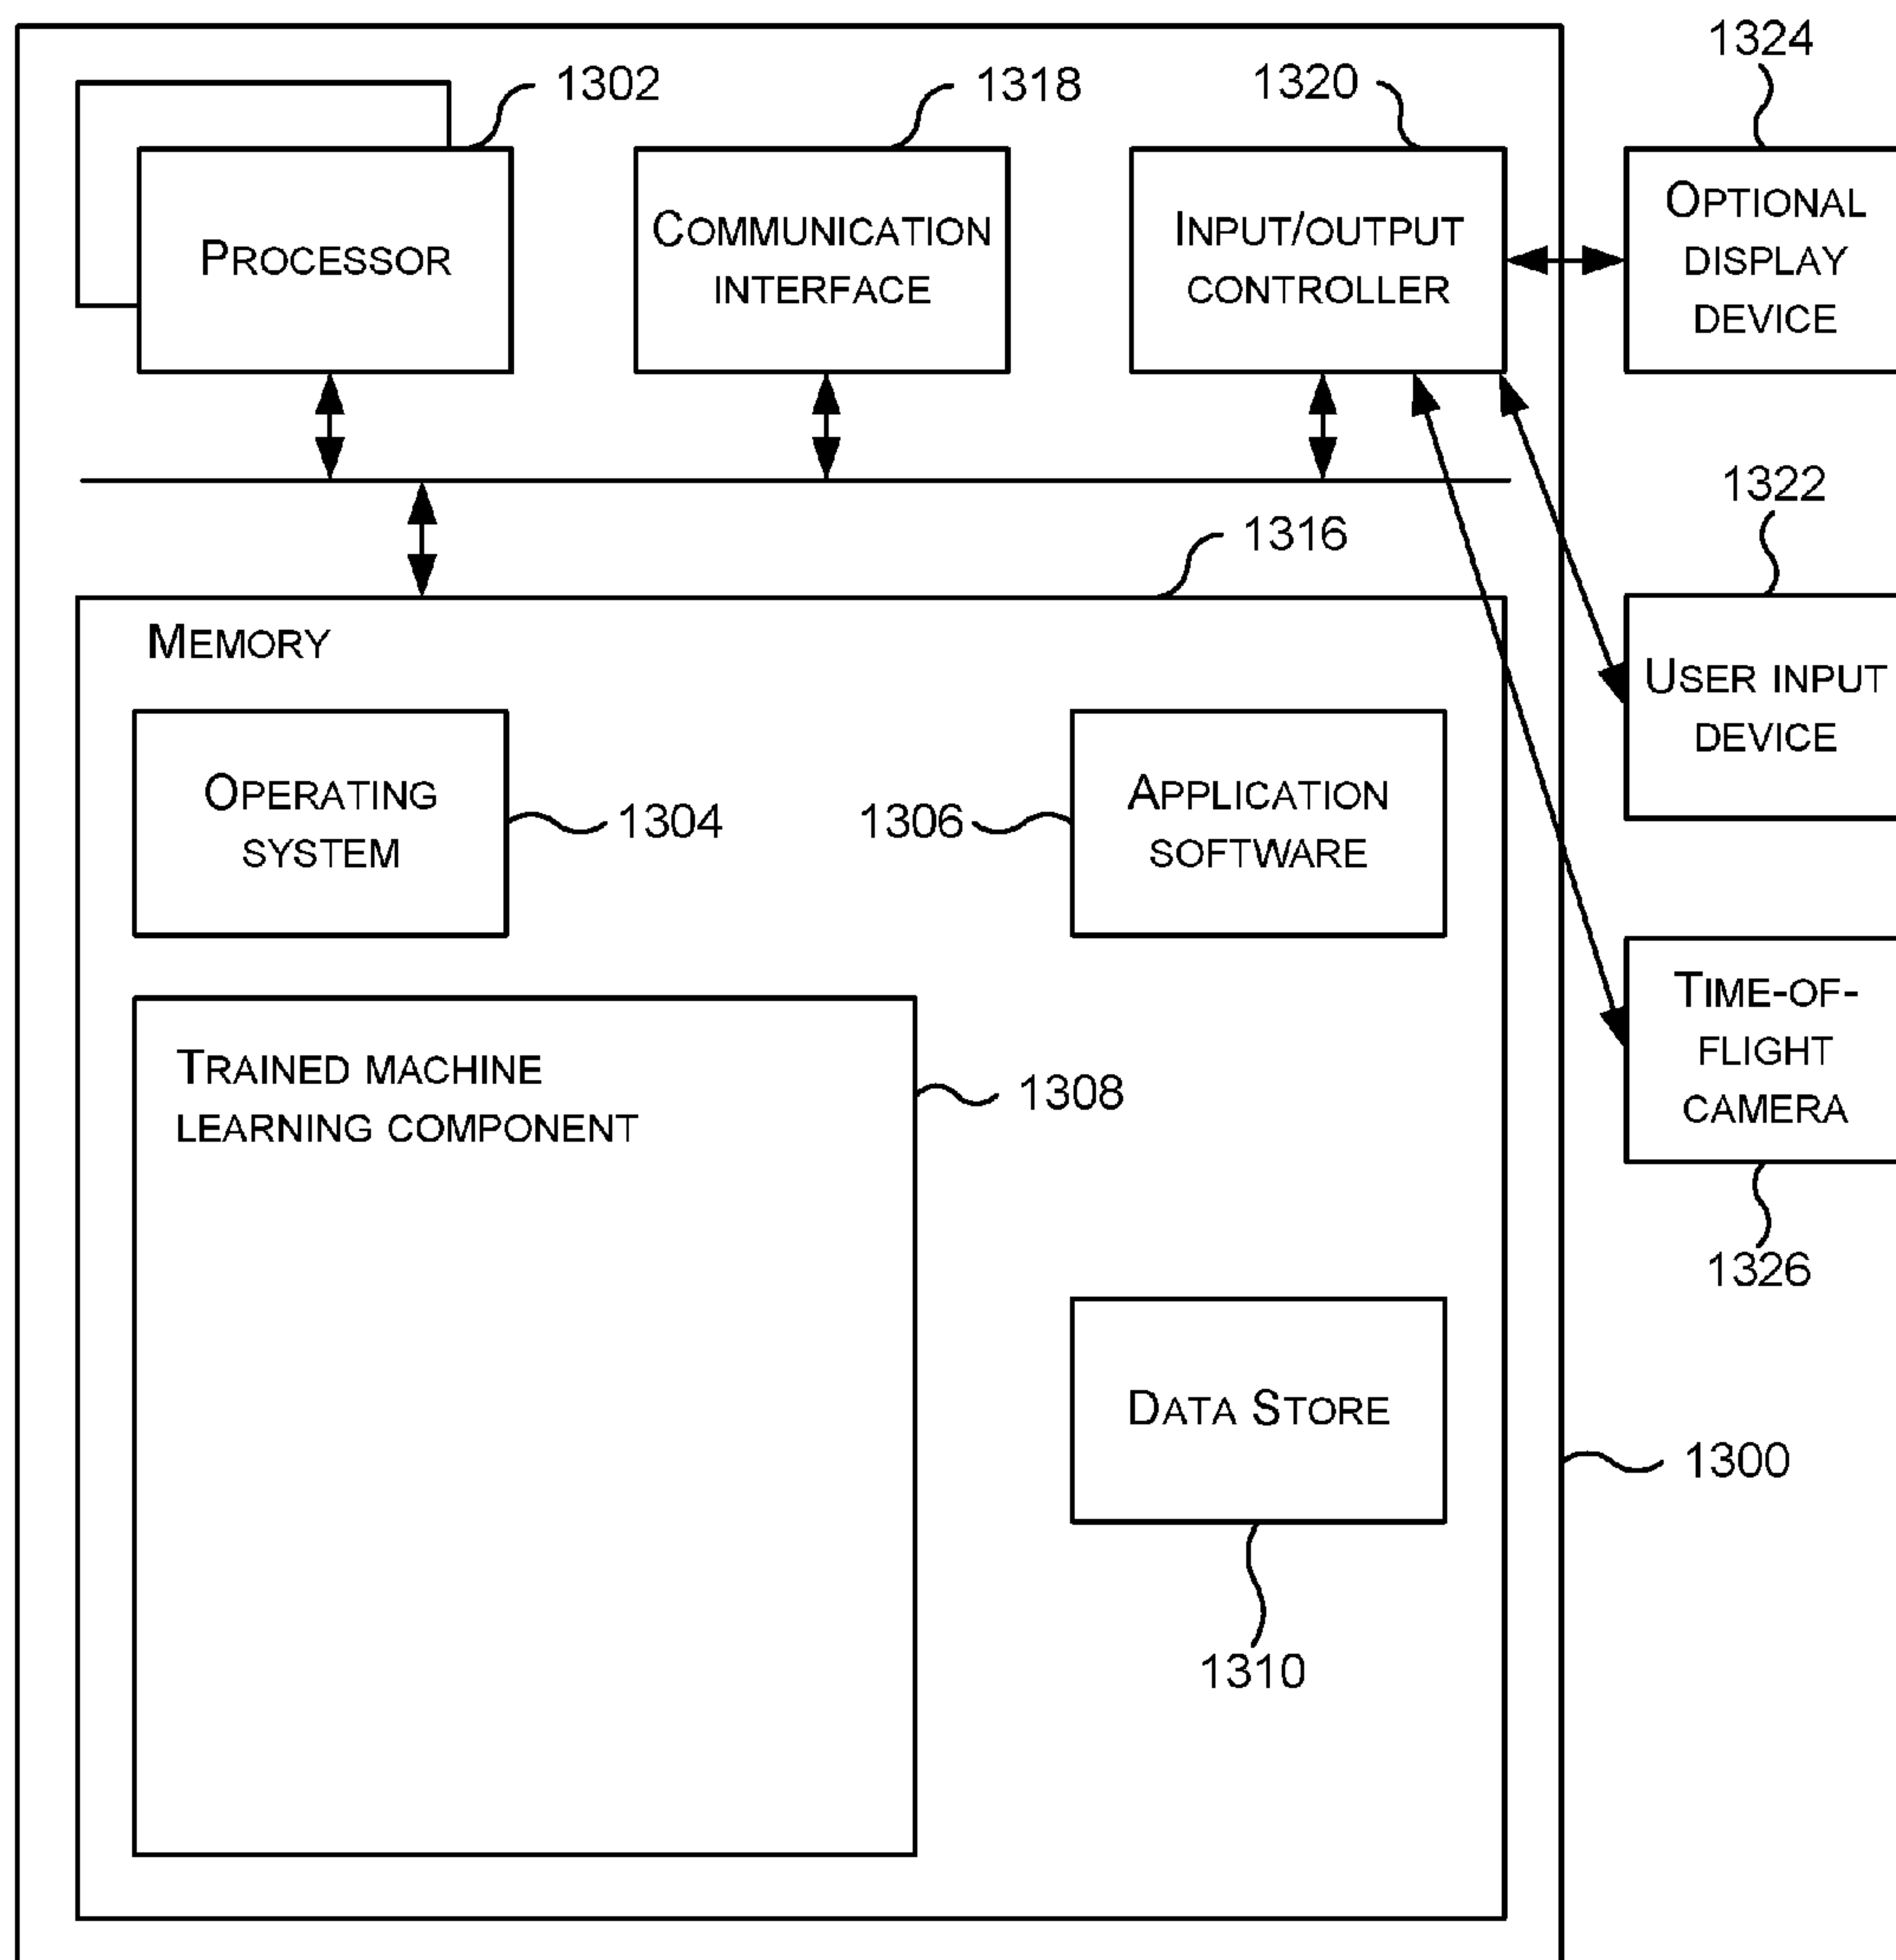 1302
1318
1320
1324
PROCESSOR
COMMUNICATION
INTERFACE
INPUT/OUTPUT
CONTROLLER
OPTIONAL
DISPLAY
DEVICE
1316
1322
MEMORY
USER INPUT
DEVICE
OPERATING
SYSTEM
1304
1306
APPLICATION
SOFTWARE
TIME-OF-
FLIGHT
CAMERA
1326
TRAINED MACHINE
LEARNING COMPONENT
1308
DATA STORE
1310
1300